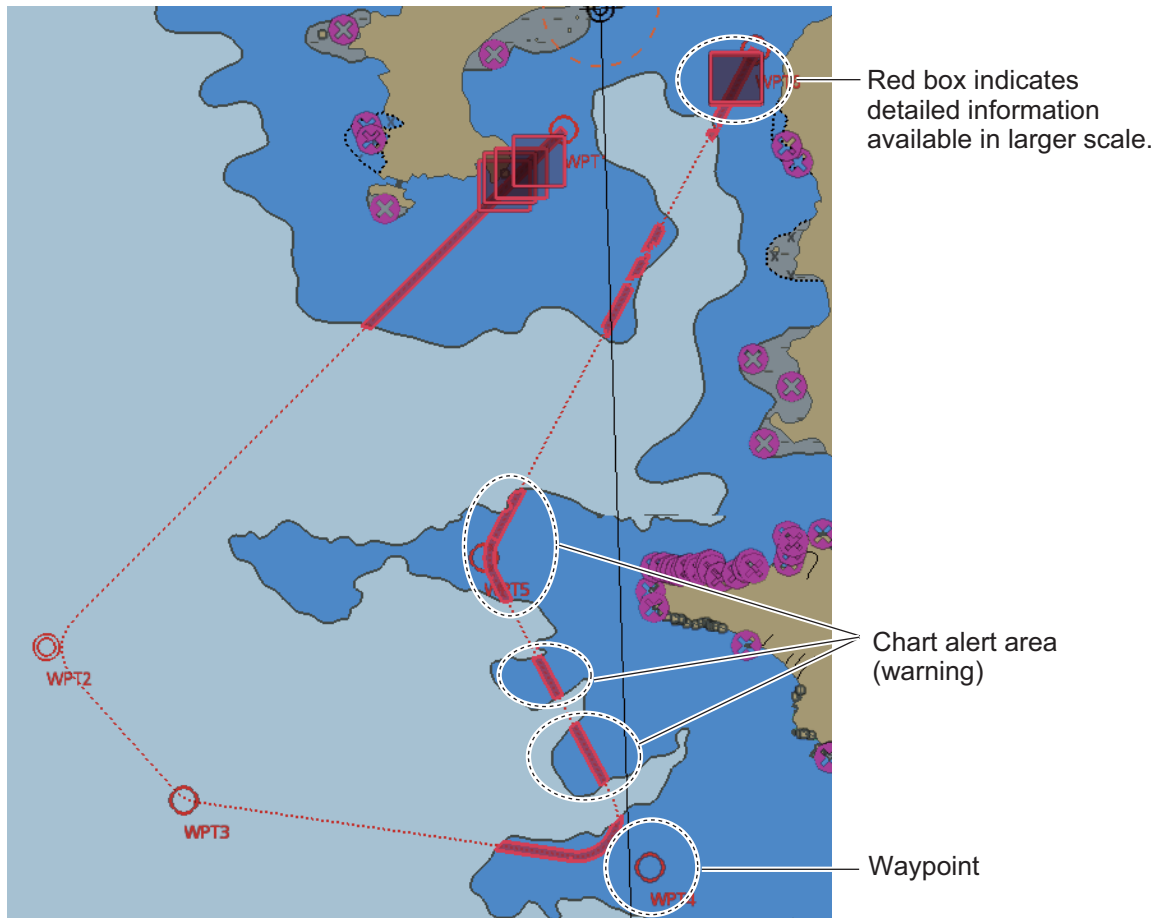 WPT6
Red box indicates
detailed information
available in larger scale.
WPT
WPT5
Chart alert area
(warning)
WPT2
WPT3
Waypoint
WPT4